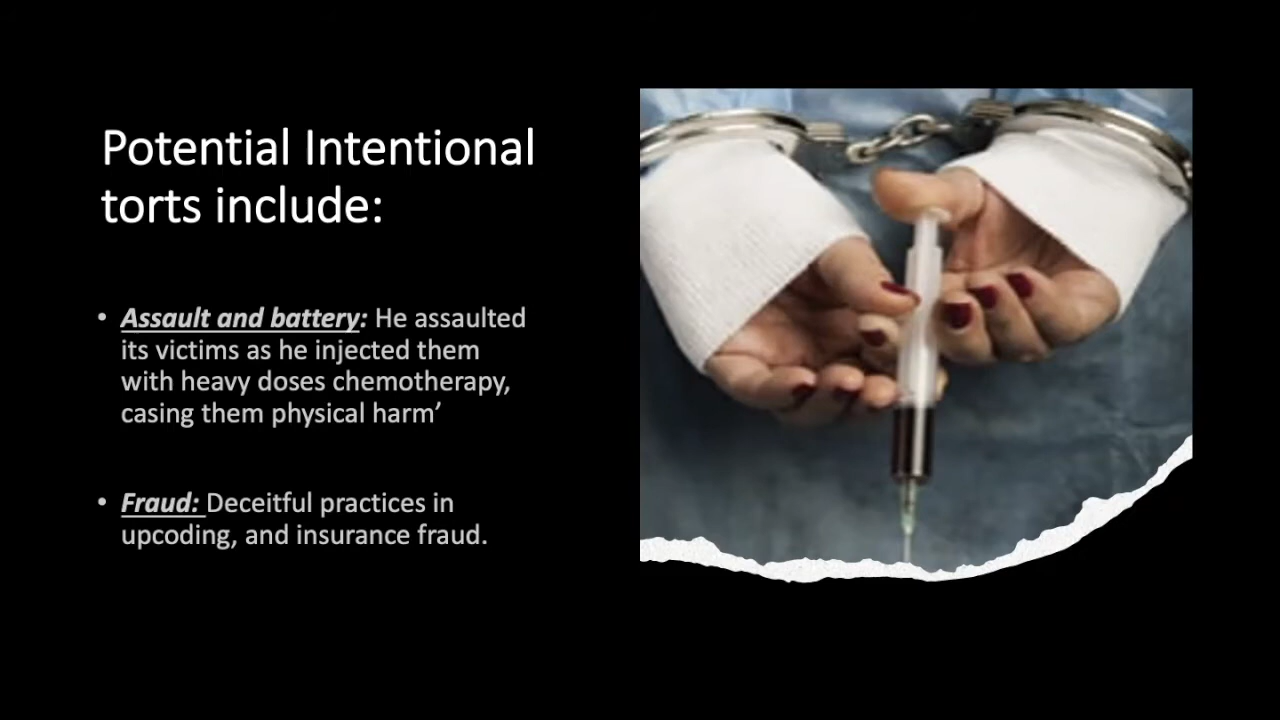 Potential Intentional
torts include:
• Assault and battery: He assaulted
its victims as he injected them
with heavy doses chemotherapy,
casing them physical harm’
• Fraud: Deceitful practices in
upcoding, and insurance fraud.